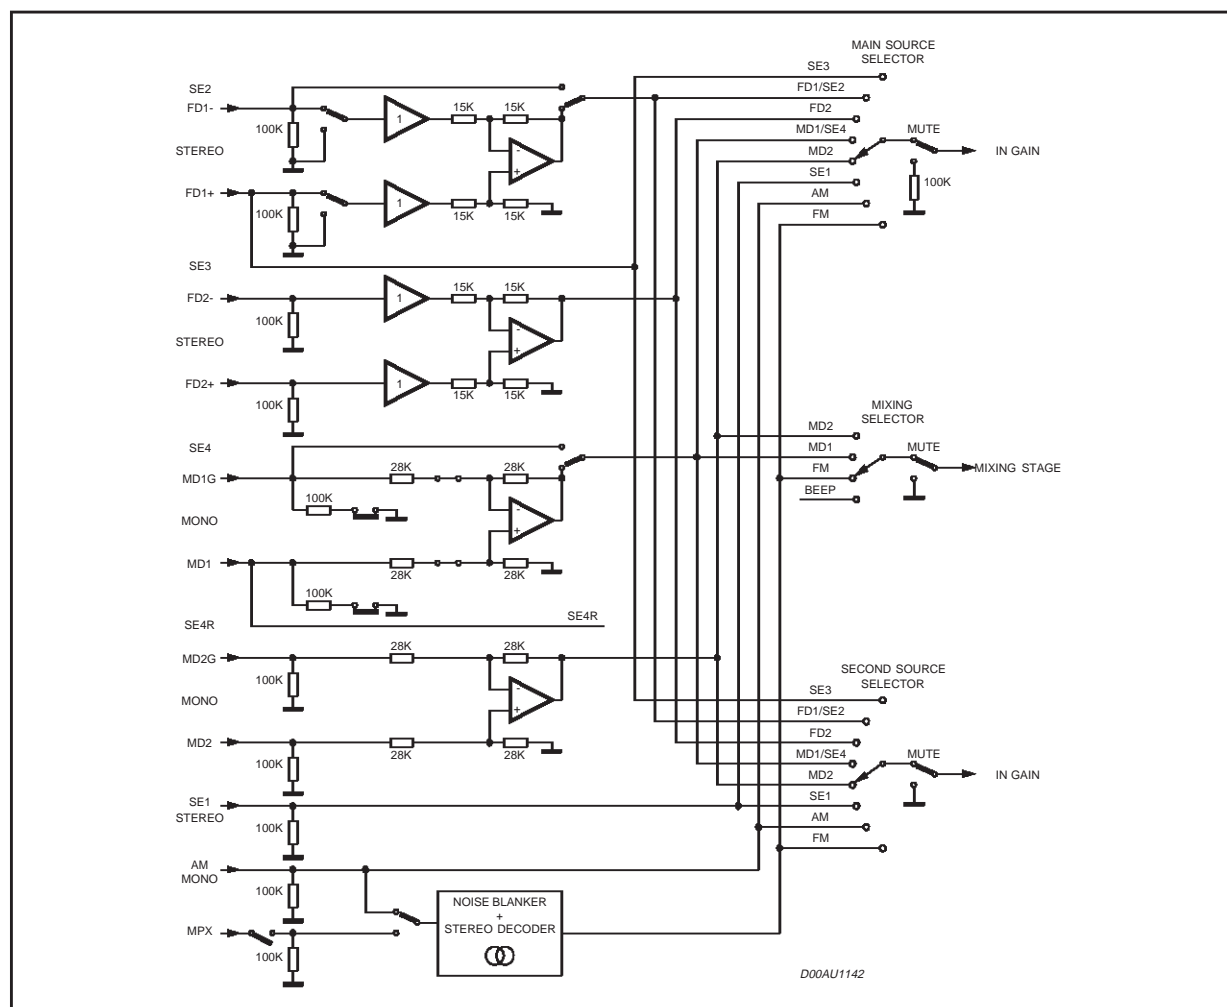 MAIN SOURCE
SELECTOR
SE3
SE2
FD1/SE2
FD1-
15K
15K
FD2
1
100K
MD1/SE4
MUTE
STEREO
-
+
MD2
IN GAIN
SE1
100K
FD1+
AM
1
100K
15K
15K
FM
SE3
15K
15K
FD2-
1
100K
-
STEREO
+
FD2+
1
15K
15K
100K
MIXING
SELECTOR
MD2
SE4
MD1
MUTE
28K
28K
FM
MIXING STAGE
MD1G
100K
BEEP
-
MONO
+
MD1
28K
28K
100K
SE4R
SE4R
28K
28K
MD2G
SECOND SOURCE
SELECTOR
100K
-
SE3
MONO
+
FD1/SE2
FD2
MD2
28K
28K
MD1/SE4
MUTE
100K
MD2
IN GAIN
SE1
SE1
STEREO
100K
AM
FM
AM
MONO
100K
NOISE BLANKER
+
STEREO DECODER
MPX
100K
D00AU1142